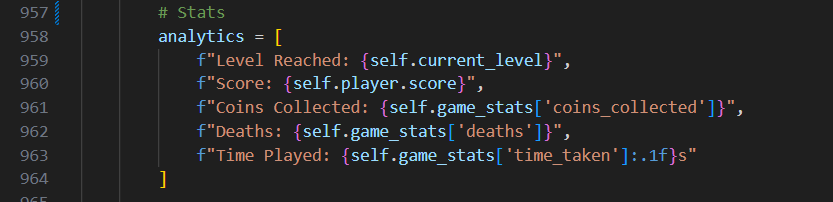 957 # Stats
958 analytics = [
959 f"Level Reached: {self.current_level}",
960 f"Score: {self.player.score}",
961 f"Coins Collected: {self.game_stats['coins_collected']}",
962 f"Deaths: {self.game_stats['deaths']}",
963 f"Time Played: {self.game_stats['time_taken']:.1f}s"
964 ]
965